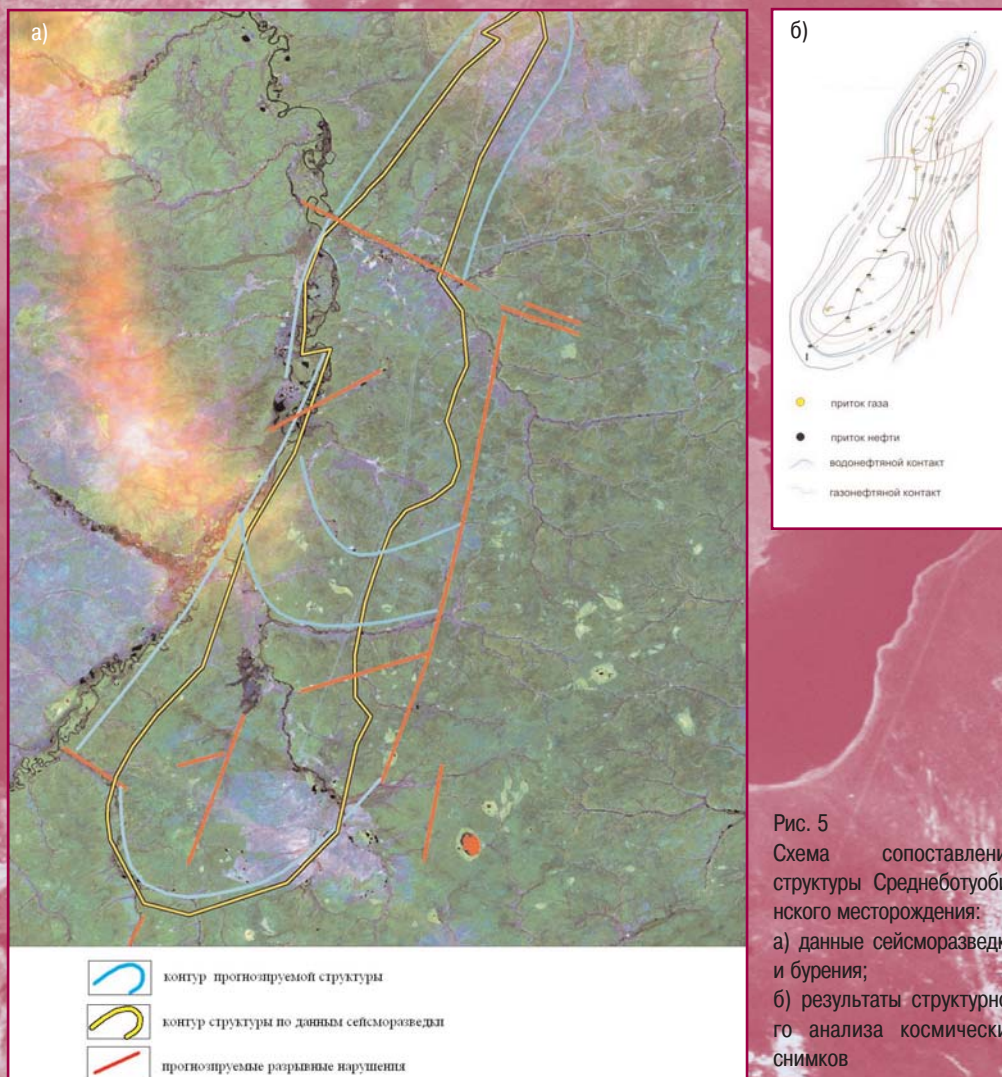 а)
контур прогнозируемой структуры
контур структуры по данным сейсморазведки
прогнозируемые разрывные нарушения
б)
приток газа
приток нефти
водонефтяной контакт
газонефтяной контакт
Рис. 5
Схема сопоставлени
структуры Среднеботуоби
нского месторождения:
а) данные сейсморазведк
и бурения;
б) результаты структурно
го анализа космически
снимков